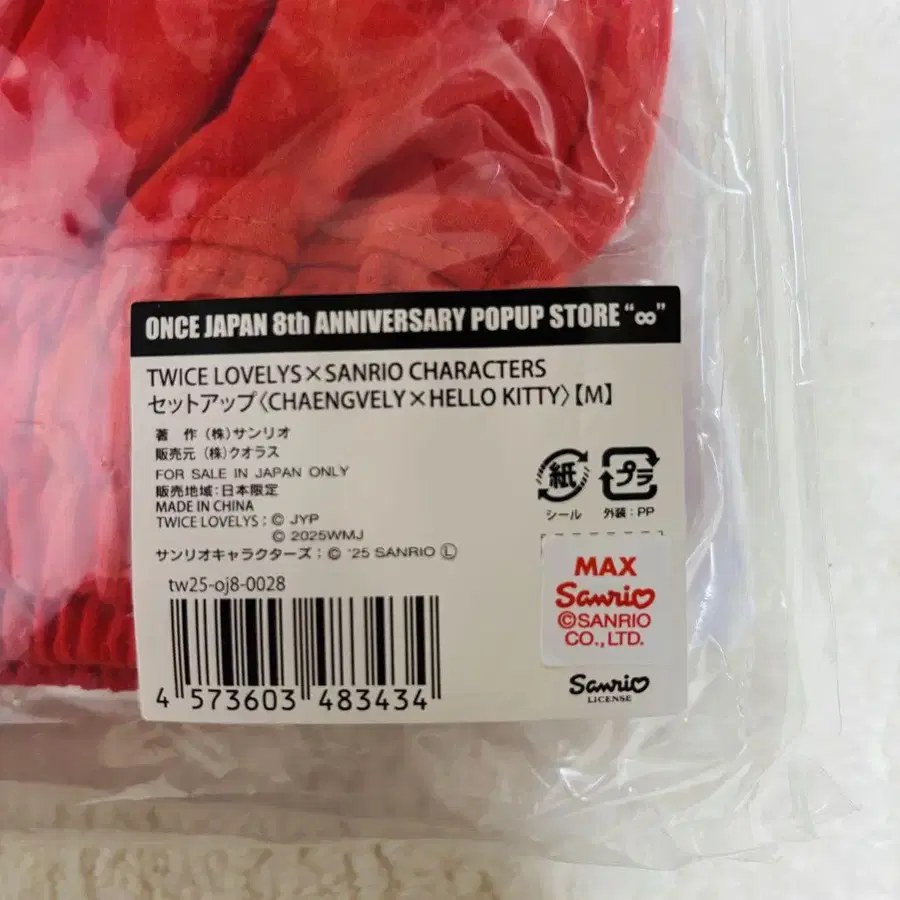 ONCE JAPAN 8th ANNIVERSARY POPUP STORE "∞"
TWICE LOVELYS×SANRIO CHARACTERS
セットアップ〈CHAENGVELY×HELLO KITTY〉【M】
著　作 (株)サンリオ
販売元 (株)クオラス
FOR SALE IN JAPAN ONLY
販売地域:日本限定
MADE IN CHINA
TWICE LOVELYS:© JYP
© 2025WMJ
サンリオキャラクターズ:© '25 SANRIO Ⓛ
tw25-oj8-0028
4 573603 483434
紙
シール
プラ
外装:PP
MAX
Sanrio
©SANRIO
CO.,LTD.
Sanrio
LICENSE